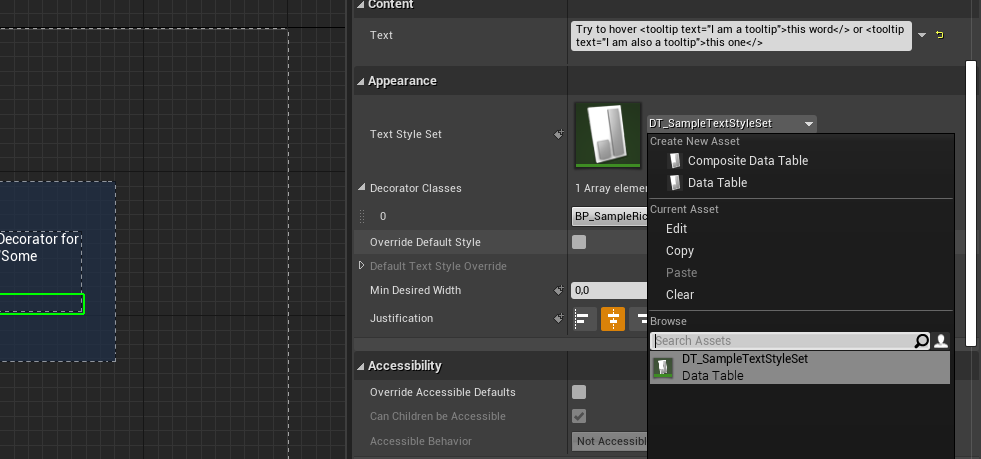 Content
Text
Try to hover <tooltip text="I am a tooltip">this word</> or <tooltip
text="I am also a tooltip">this one</>
Appearance
Text Style Set
DT_SampleTextStyleSet
Create New Asset
Composite Data Table
Data Table
Decorator Classes
1 Array elemen
Current Asset
0
BP_SampleRic
Edit
Decorator for
"Some
Override Default Style
Copy
Default Text Style Override
Paste
Min Desired Width
0,0
Clear
Justification
Browse
Search Assets
DT_SampleTextStyleSet
Data Table
Accessibility
Override Accessible Defaults
Can Children be Accessible
Accessible Behavior
Not Accessibl